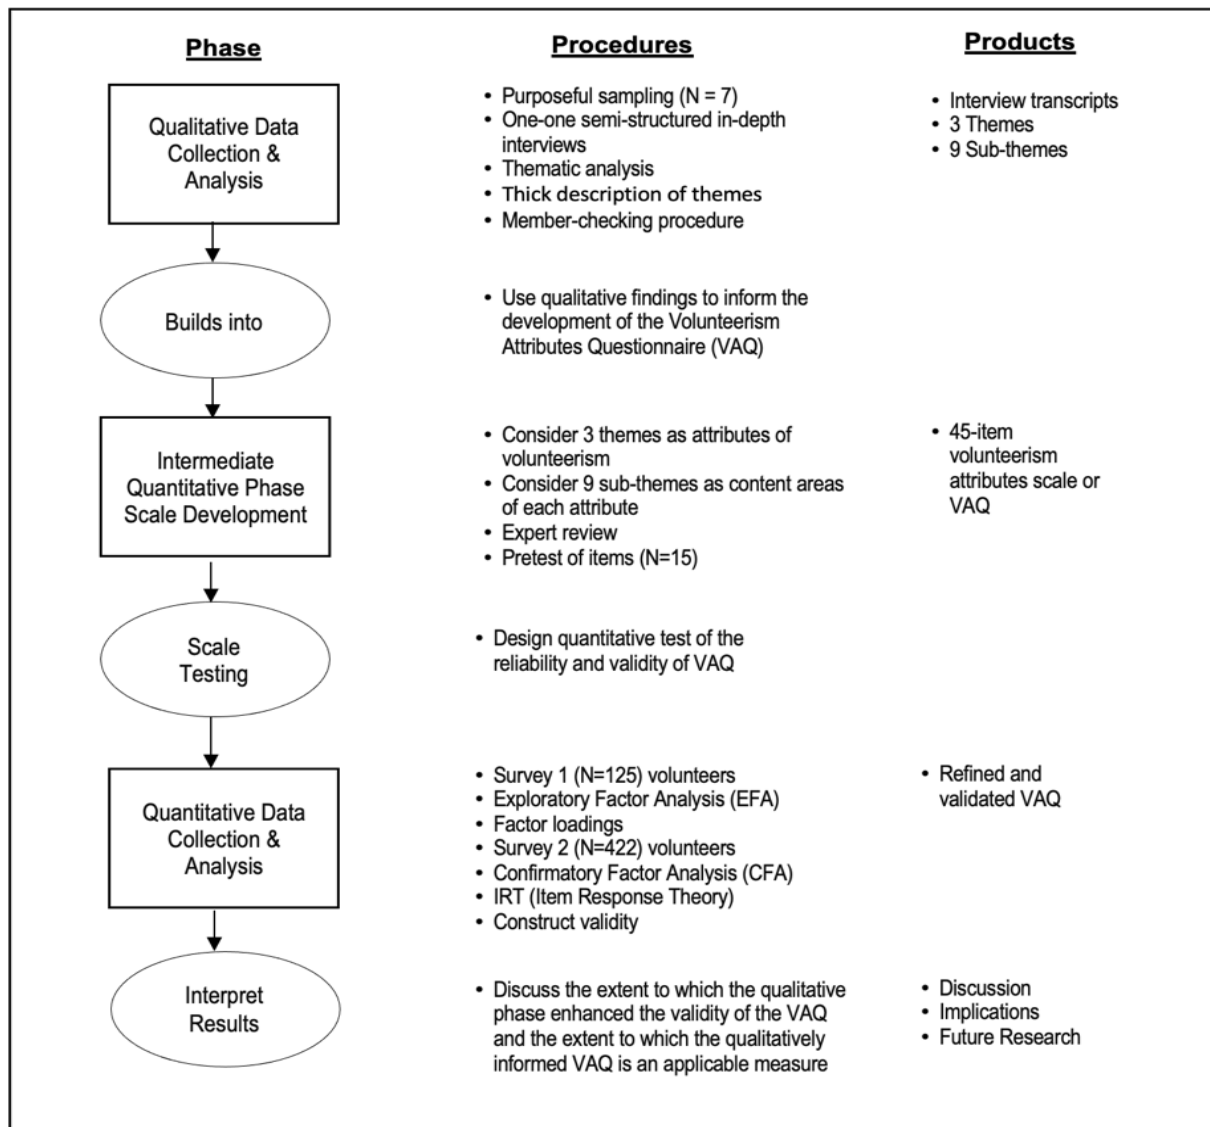 Phase
Procedures
Products
Qualitative Data
Collection &
Analysis
• Purposeful sampling (N = 7)
• One-one semi-structured in-depth
interviews
• Thematic analysis
• Thick description of themes
• Member-checking procedure
• Interview transcripts
• 3 Themes
• 9 Sub-themes
Builds into
• Use qualitative findings to inform the
development of the Volunteerism
Attributes Questionnaire (VAQ)
Intermediate
Quantitative Phase
Scale Development
• Consider 3 themes as attributes of
volunteerism
• Consider 9 sub-themes as content areas
of each attribute
• Expert review
• Pretest of items (N=15)
• 45-item
volunteerism
attributes scale or
VAQ
Scale
Testing
• Design quantitative test of the
reliability and validity of VAQ
Quantitative Data
Collection &
Analysis
• Survey 1 (N=125) volunteers
• Exploratory Factor Analysis (EFA)
• Factor loadings
• Survey 2 (N=422) volunteers
• Confirmatory Factor Analysis (CFA)
• IRT (Item Response Theory)
• Construct validity
• Refined and
validated VAQ
Interpret
Results
• Discuss the extent to which the qualitative
phase enhanced the validity of the VAQ
and the extent to which the qualitatively
informed VAQ is an applicable measure
• Discussion
• Implications
• Future Research